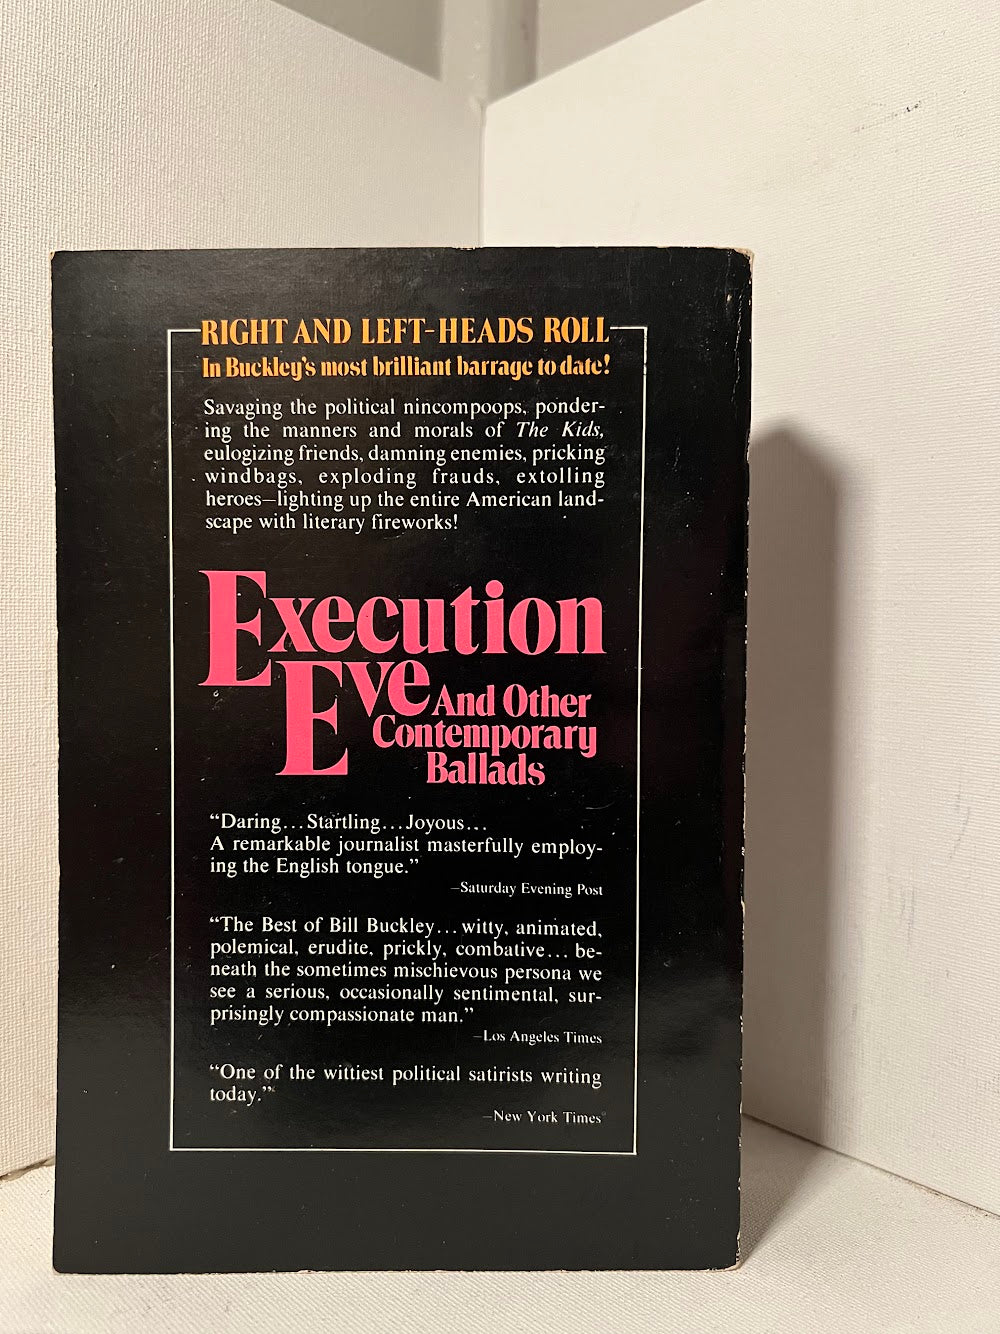 RIGHT AND LEFT-HEADS ROLL
In Buckley's most brilliant barrage to date!
Savaging the political nincompoops, ponder-
ing the manners and morals of The Kids,
eulogizing friends, damning enemies, pricking
windbags, exploding frauds, extolling
heroes—lighting up the entire American land-
scape with literary fireworks!
Execution
Eve And Other
Contemporary
Ballads
“Daring...Startling...Joyous...
A remarkable journalist masterfully employ-
ing the English tongue.”
—Saturday Evening Post
“The Best of Bill Buckley...witty, animated,
polemical, erudite, prickly, combative... be-
neath the sometimes mischievous persona we
see a serious, occasionally sentimental, sur-
prisingly compassionate man.”
—Los Angeles Times
“One of the wittiest political satirists writing
today.”
—New York Times